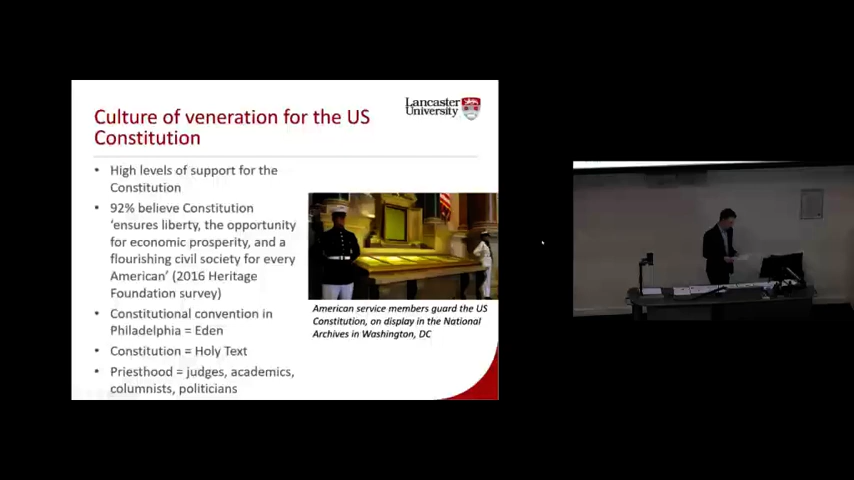 Culture of veneration for the US
Constitution
Lancaster
University
• High levels of support for the
Constitution
• 92% believe Constitution
‘ensures liberty, the opportunity
for economic prosperity, and a
flourishing civil society for every
American’ (2016 Heritage
Foundation survey)
• Constitutional convention in
Philadelphia = Eden
• Constitution = Holy Text
• Priesthood = judges, academics,
columnists, politicians
American service members guard the US
Constitution, on display in the National
Archives in Washington, DC